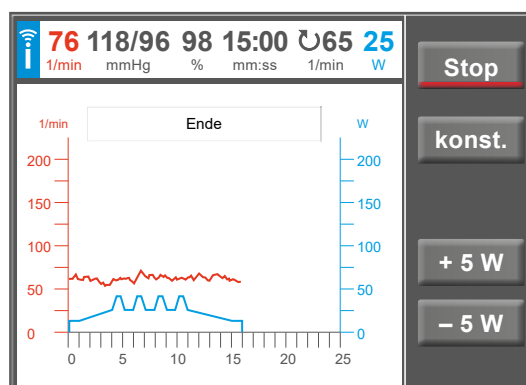 76 118/96 98 15:00 ↻65 25
1/min mmHg % mm:ss 1/min W
Stop
konst.
+ 5 W
– 5 W
1/min Ende W
200 200
150 150
100 100
50 50
0 0
0 5 10 15 20 25